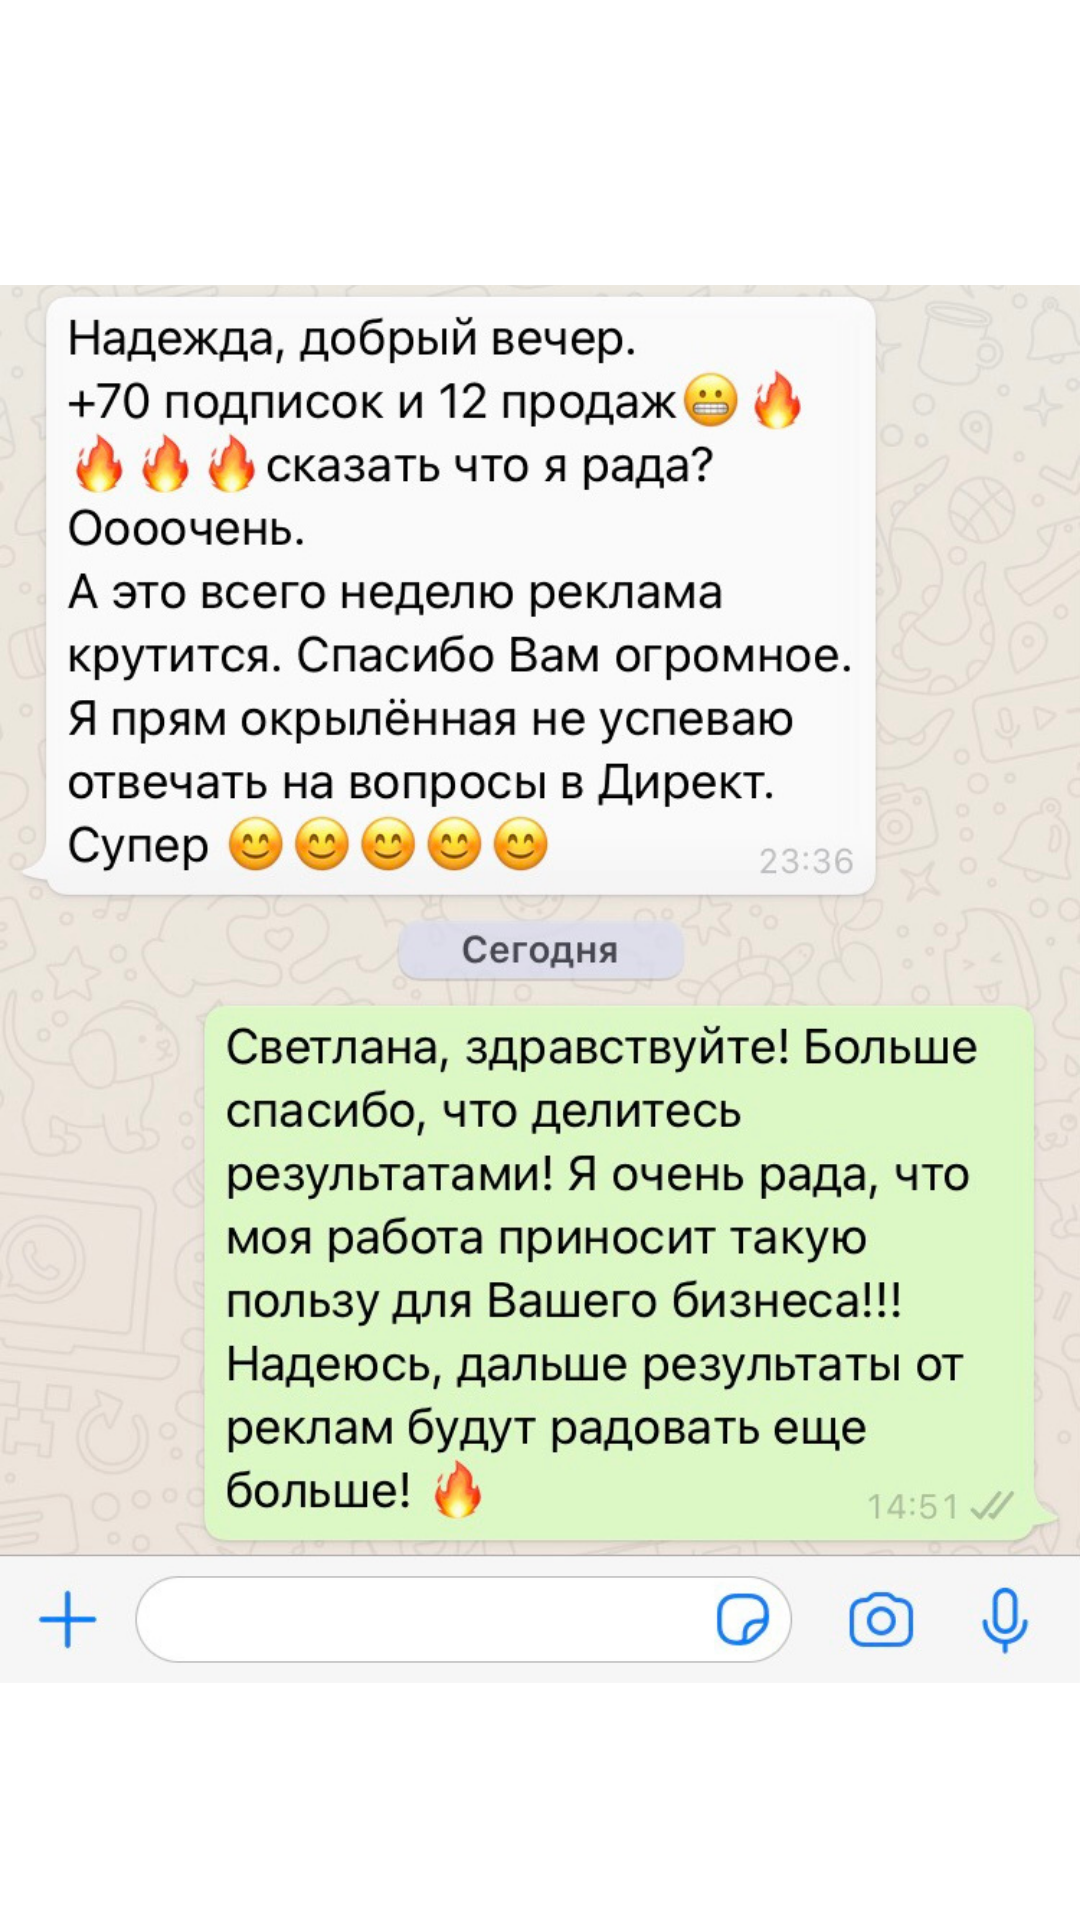 Надежда, добрый вечер.
+70 подписок и 12 продаж😬🔥
🔥🔥🔥сказать что я рада?
Оооочень.
А это всего неделю реклама
крутится. Спасибо Вам огромное.
Я прям окрылённая не успеваю
отвечать на вопросы в Директ.
Супер 😊😊😊😊😊
23:36
Сегодня
Светлана, здравствуйте! Больше
спасибо, что делитесь
результатами! Я очень рада, что
моя работа приносит такую
пользу для Вашего бизнеса!!!
Надеюсь, дальше результаты от
реклам будут радовать еще
больше! 🔥
14:51